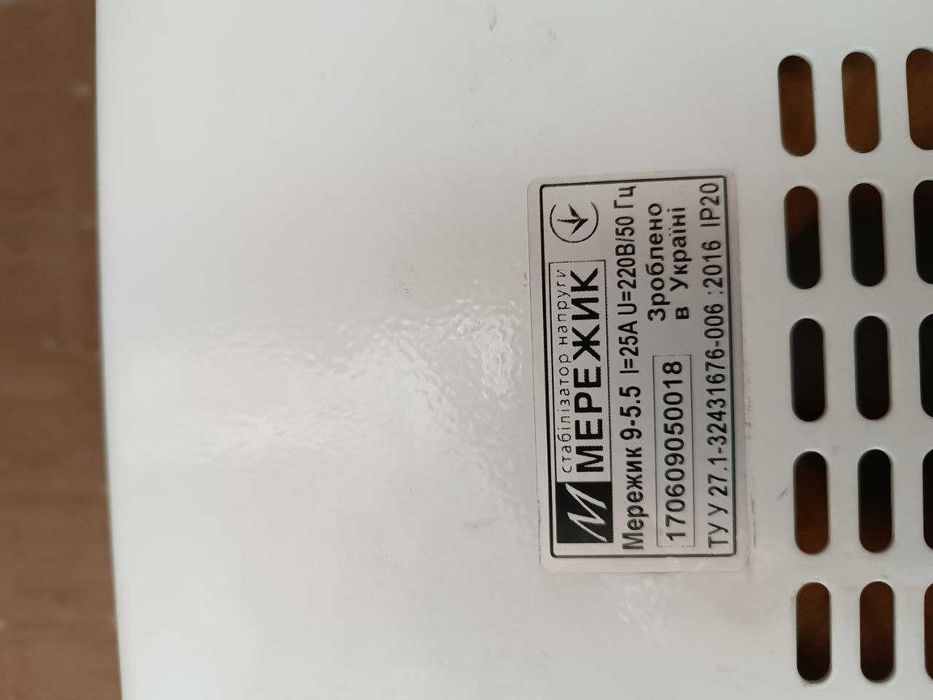 стабілізатор напруги
МЕРЕЖИК
Мережик 9-5.5 I=25A U=220В/50 Гц
170609050018
Зроблено
в Україні
ТУ У 27.1-32431676-006 :2016 IP20